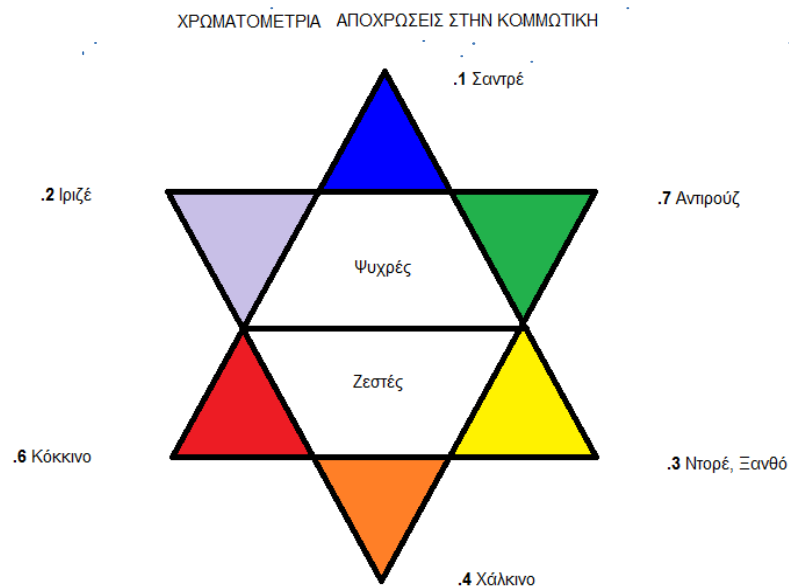 ΧΡΩΜΑΤΟΜΕΤΡΙΑ ΑΠΟΧΡΩΣΕΙΣ ΣΤΗΝ ΚΟΜΜΩΤΙΚΗ
.1 Σαντρέ
.2 Ιριζέ
.7 Αντιρούζ
Ψυχρές
Ζεστές
.6 Κόκκινο
.3 Ντορέ, Ξανθό
.4 Χάλκινο